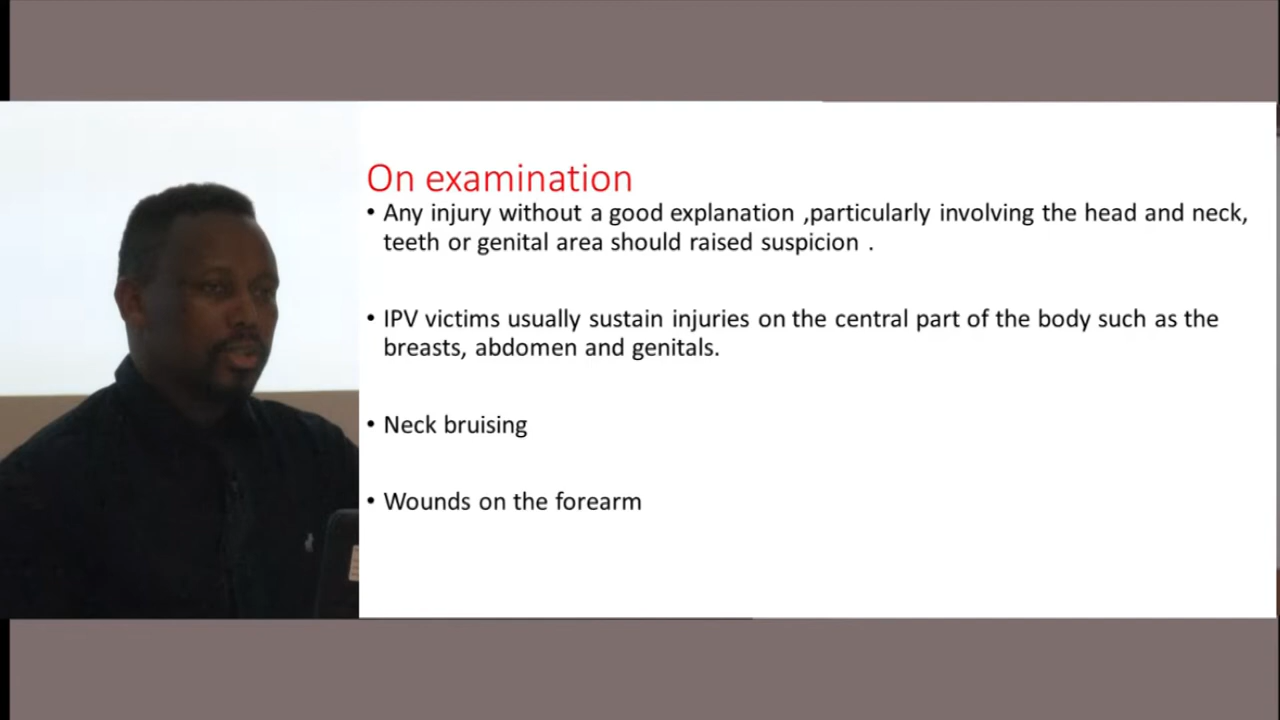 On examination
• Any injury without a good explanation ,particularly involving the head and neck,
teeth or genital area should raised suspicion .
• IPV victims usually sustain injuries on the central part of the body such as the
breasts, abdomen and genitals.
• Neck bruising
• Wounds on the forearm